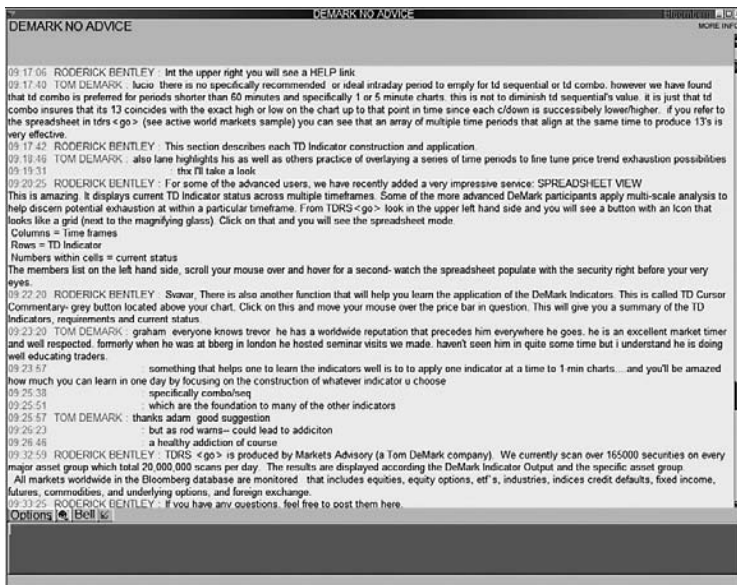 DEMARK NO ADVICE
DEMARK NO ADVICE
MORE INFO
09:17:06 RODERICK BENTLEY : Int the upper right you will see a HELP link
09:17:40 TOM DEMARK : lucio there is no specifically recommended or ideal intraday period to emply for td sequential or td combo. however we have found
that td combo is preferred for periods shorter than 60 minutes and specifically 1 or 5 minute charts. this is not to diminish td sequential's value. it is just that td
combo insures that its 13 coincides with the exact high or low on the chart up to that point in time since each c/down is successibely lower/higher. if you refer to
the spreadsheet in tdrs <go> (see active world markets sample) you can see that an array of multiple time periods that align at the same time to produce 13's is
very effective.
09:17:42 RODERICK BENTLEY : This section describes each TD Indicator construction and application.
09:18:46 TOM DEMARK : also lane highlights his as well as others practice of overlaying a series of time periods to fine tune price trend exhaustion possibilities
09:19:31 : thx I'll take a look
09:20:25 RODERICK BENTLEY : For some of the advanced users, we have recently added a very impressive service: SPREADSHEET VIEW
This is amazing. It displays current TD Indicator status across multiple timeframes. Some of the more advanced DeMark participants apply multi-scale analysis to
help discern potential exhaustion at within a particular timeframe. From TDRS <go> look in the upper left hand side and you will see a button with an Icon that
looks like a grid (next to the magnifying glass). Click on that and you will see the spreadsheet mode.
Columns = Time frames
Rows = TD Indicator
Numbers within cells = current status
The members list on the left hand side, scroll your mouse over and hover for a second- watch the spreadsheet populate with the security right before your very
eyes.
09:22:20 RODERICK BENTLEY : Svavar, There is also another function that will help you learn the application of the DeMark Indicators. This is called TD Cursor
Commentary- grey button located above your chart. Click on this and move your mouse over the price bar in question. This will give you a summary of the TD
Indicators, requirements and current status.
09:23:20 TOM DEMARK : graham everyone knows trevor he has a worldwide reputation that precedes him everywhere he goes. he is an excellent market timer
and well respected. formerly when he was at bberg in london he hosted seminar visits we made. haven't seen him in quite some time but i understand he is doing
well educating traders.
09:23:57 : something that helps one to learn the indicators well is to to apply one indicator at a time to 1-min charts....and you'll be amazed
how much you can learn in one day by focusing on the construction of whatever indicator u choose
09:25:38 : specifically combo/seq
09:25:51 : which are the foundation to many of the other indicators
09:25:57 TOM DEMARK : thanks adam good suggestion
09:26:23 : but as rod warns-- could lead to addiciton
09:26:46 : a healthy addiction of course
09:32:59 RODERICK BENTLEY : TDRS <go> is produced by Markets Advisory (a Tom DeMark company). We currently scan over 165000 securities on every
major asset group which total 20,000,000 scans per day. The results are displayed according the DeMark Indicator Output and the specific asset group.
All markets worldwide in the Bloomberg database are monitored that includes equities, equity options, etf's, industries, indices credit defaults, fixed income,
futures, commodities, and underlying options, and foreign exchange.
09:33:25 RODERICK BENTLEY : If you have any questions, feel free to post them here.
Options Bell